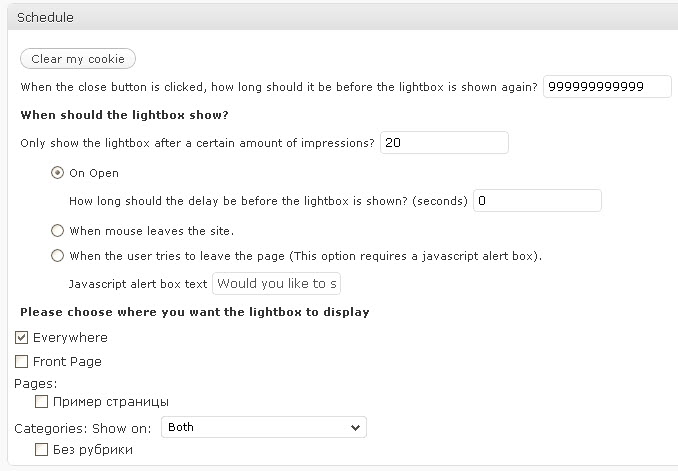 Schedule
Clear my cookie
When the close button is clicked, how long should it be before the lightbox is shown again? 999999999999
When should the lightbox show?
Only show the lightbox after a certain amount of impressions? 20
On Open
How long should the delay be before the lightbox is shown? (seconds) 0
When mouse leaves the site.
When the user tries to leave the page (This option requires a javascript alert box).
Javascript alert box text Would you like to s
Please choose where you want the lightbox to display
Everywhere
Front Page
Pages:
Пример страницы
Categories: Show on: Both
Без рубрики